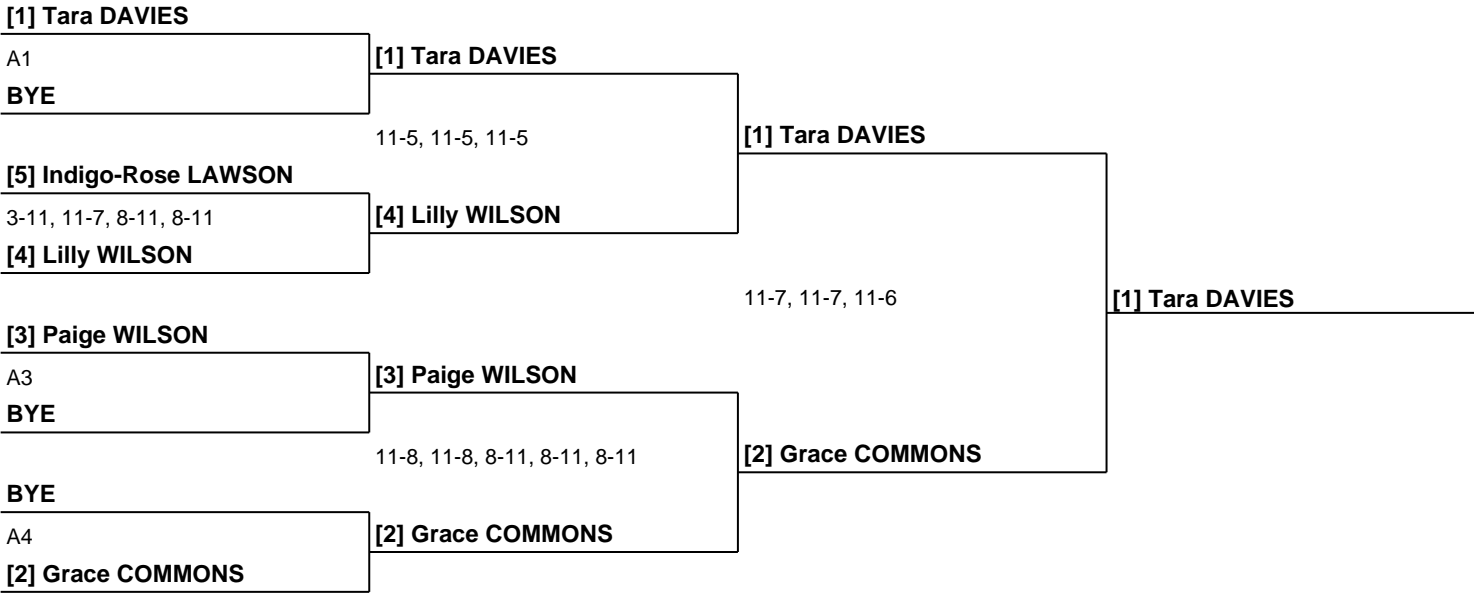 [1] Tara DAVIES
A1
BYE
[5] Indigo-Rose LAWSON
3-11, 11-7, 8-11, 8-11
[4] Lilly WILSON
[3] Paige WILSON
A3
BYE
BYE
A4
[2] Grace COMMONS
[1] Tara DAVIES
11-5, 11-5, 11-5
[4] Lilly WILSON
[3] Paige WILSON
11-8, 11-8, 8-11, 8-11, 8-11
[2] Grace COMMONS
[1] Tara DAVIES
11-7, 11-7, 11-6
[2] Grace COMMONS
[1] Tara DAVIES